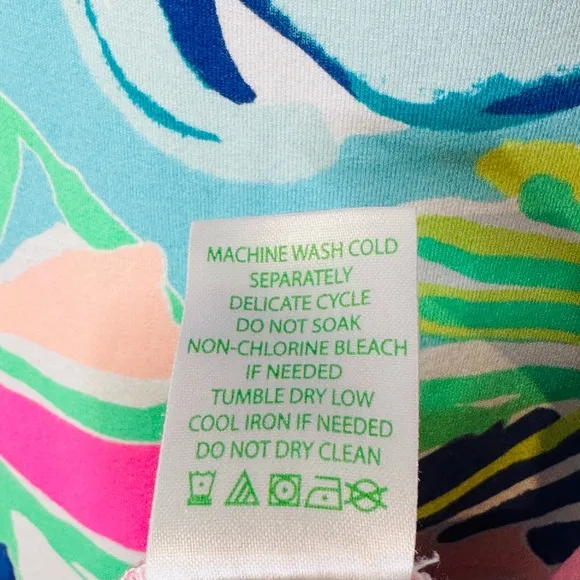 MACHINE WASH COLD
SEPARATELY
DELICATE CYCLE
DO NOT SOAK
NON-CHLORINE BLEACH
IF NEEDED
TUMBLE DRY LOW
COOL IRON IF NEEDED
DO NOT DRY CLEAN